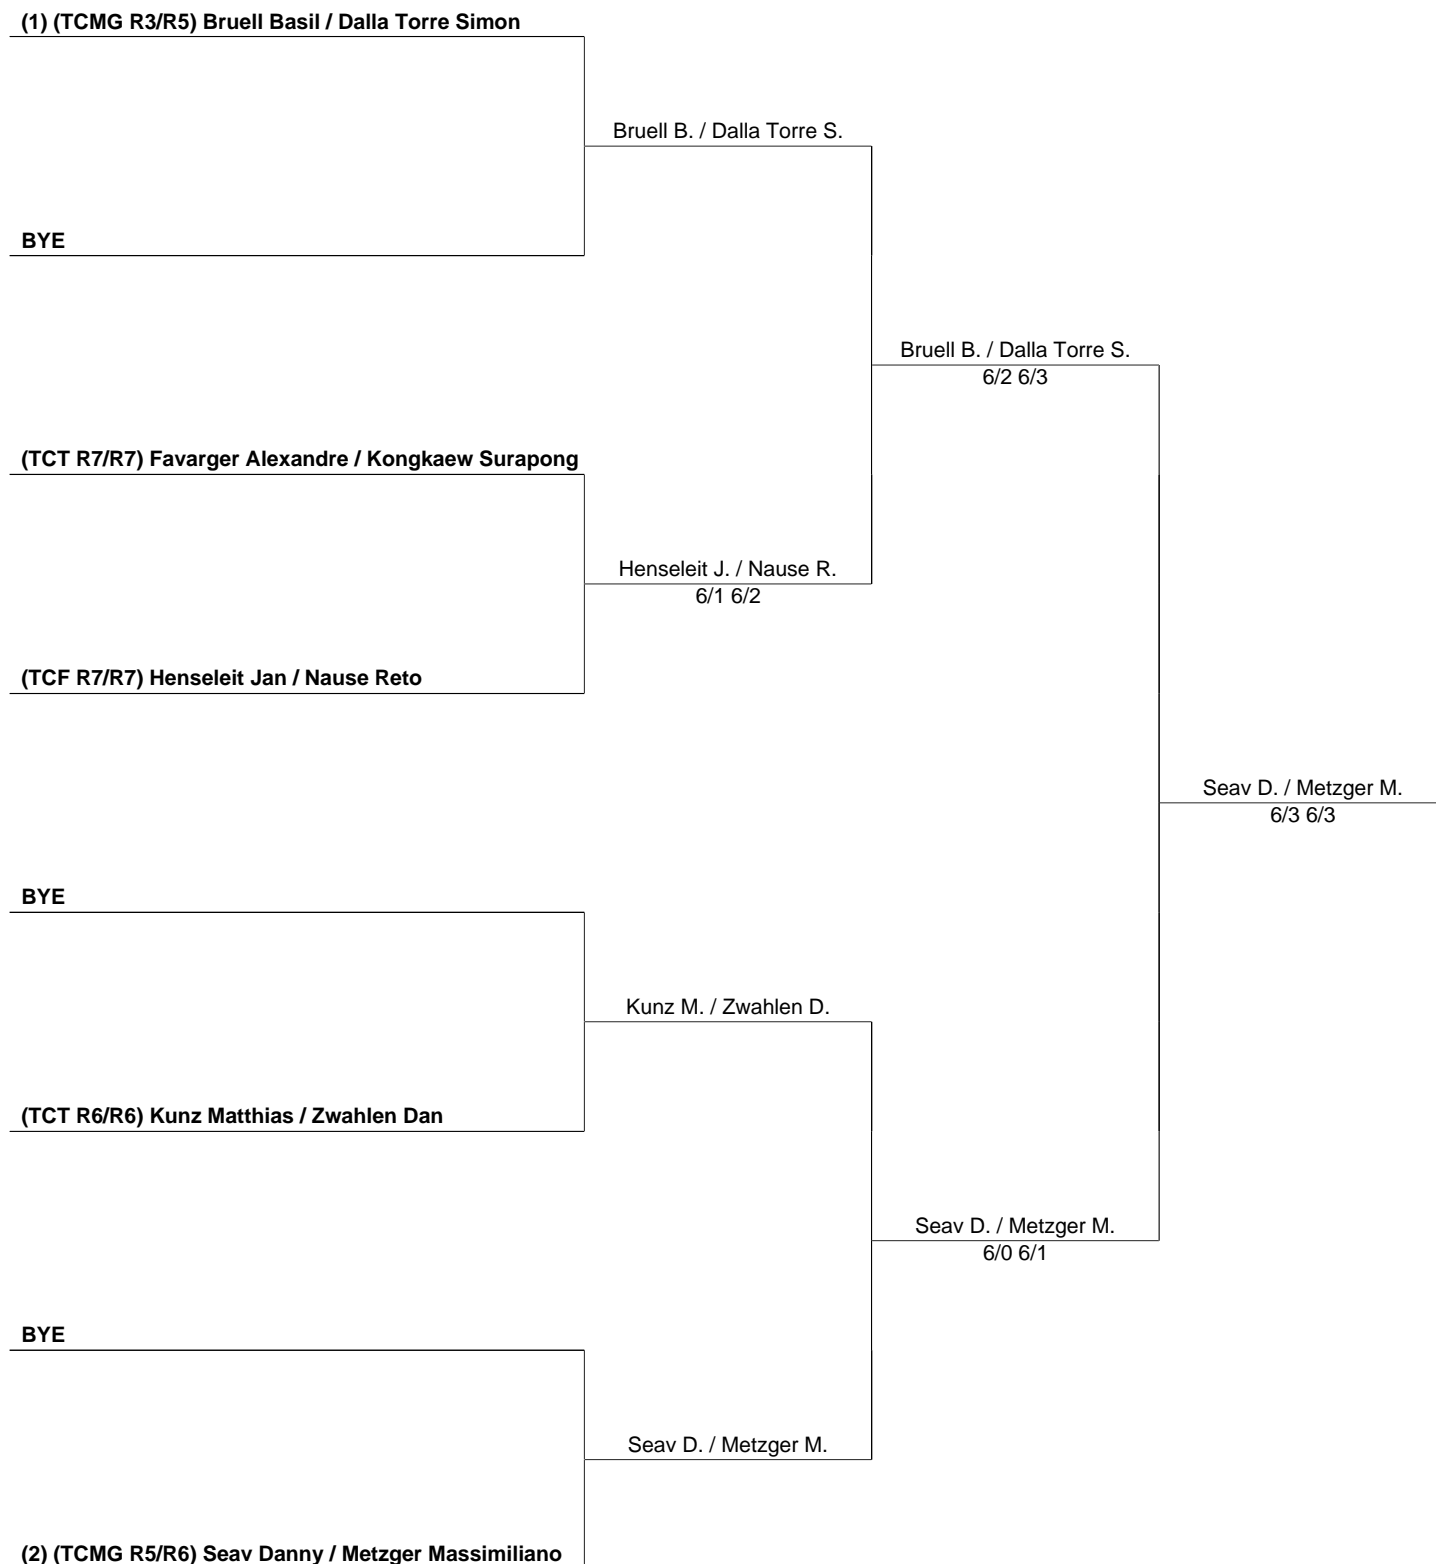 (1) (TCMG R3/R5) Bruell Basil / Dalla Torre Simon
Bruell B. / Dalla Torre S.
BYE
Bruell B. / Dalla Torre S.
6/2 6/3
(TCT R7/R7) Favarger Alexandre / Kongkaew Surapong
Henseleit J. / Nause R.
6/1 6/2
(TCF R7/R7) Henseleit Jan / Nause Reto
Seav D. / Metzger M.
6/3 6/3
BYE
Kunz M. / Zwahlen D.
(TCT R6/R6) Kunz Matthias / Zwahlen Dan
Seav D. / Metzger M.
6/0 6/1
BYE
Seav D. / Metzger M.
(2) (TCMG R5/R6) Seav Danny / Metzger Massimiliano